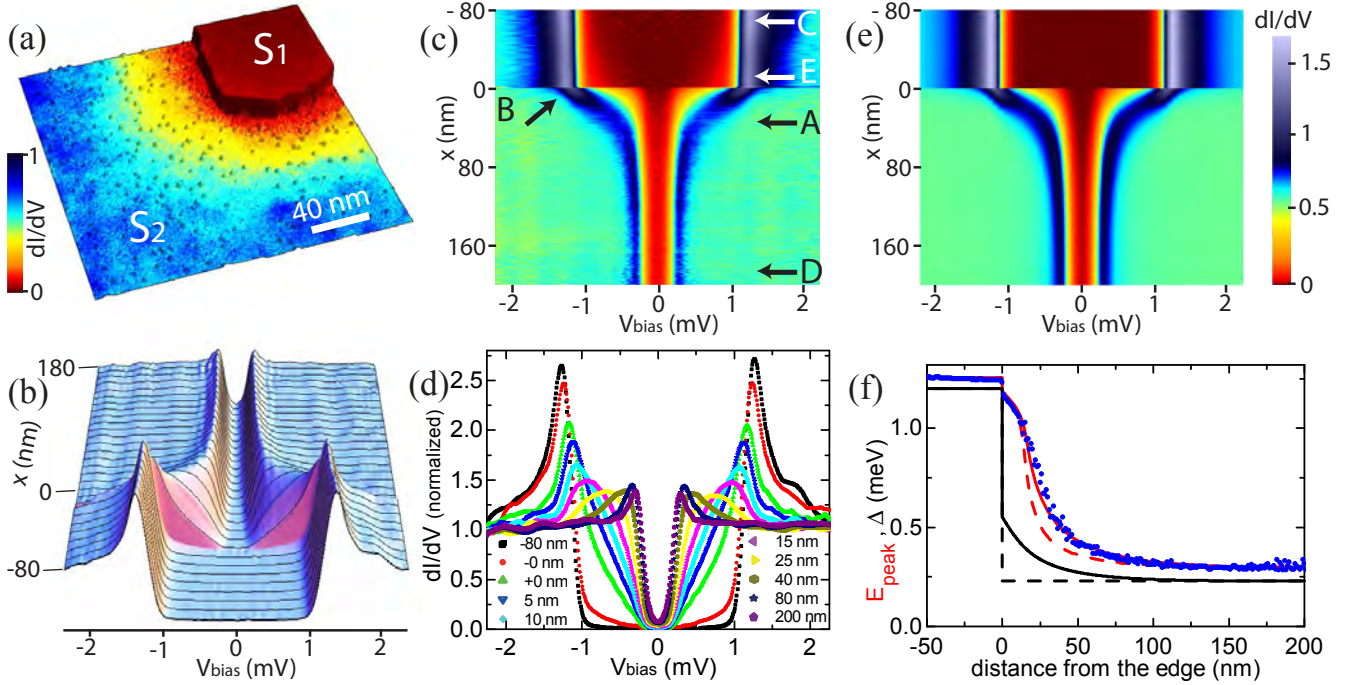 (a)
S1
S2
40 nm
1
dI/dV
0
(b)
180
x (nm)
0
-80
-2
-1
0
1
2
Vbias (mV)
(c)
-80
0
80
160
x (nm)
C
E
B
A
D
-2
-1
0
1
2
Vbias (mV)
(d)
2.5
2.0
1.5
1.0
0.5
0.0
dI/dV (normalized)
-80 nm
-0 nm
+0 nm
5 nm
10 nm
15 nm
25 nm
40 nm
80 nm
200 nm
-2
-1
0
1
2
Vbias (mV)
(e)
-80
0
80
160
x (nm)
-2
-1
0
1
2
Vbias (mV)
dI/dV
1.5
1
0.5
0
(f)
1.0
0.5
0.0
Epeak, Δ (meV)
-50
0
50
100
150
200
distance from the edge (nm)